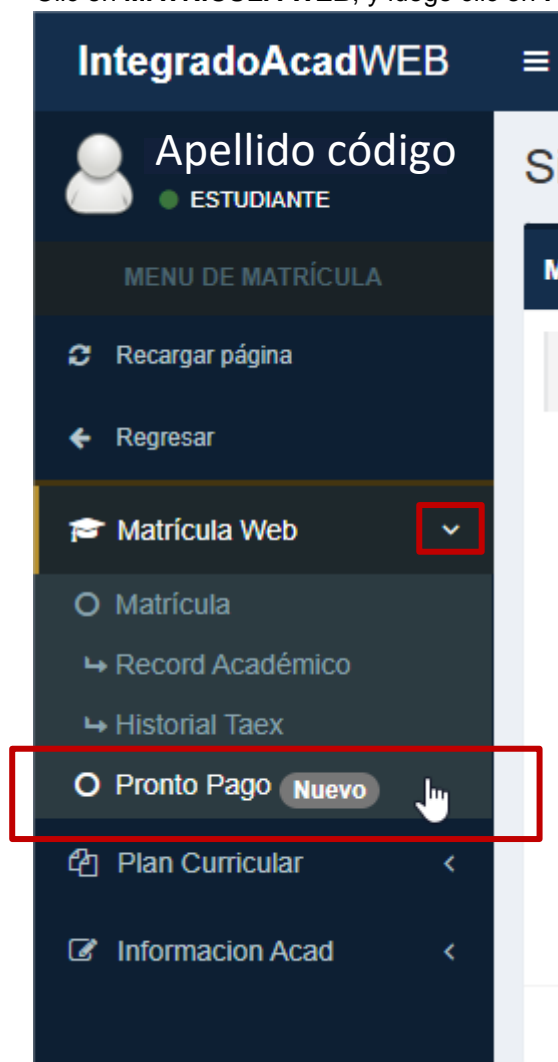 IntegradoAcadWEB
Apellido código
ESTUDIANTE
S
MENU DE MATRÍCULA
M
Recargar página
Regresar
Matrícula Web
Matrícula
Record Académico
Historial Taex
Pronto Pago Nuevo
Plan Curricular
Informacion Acad